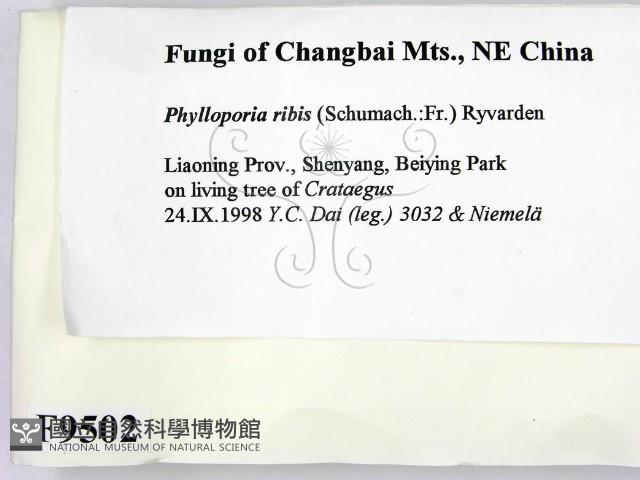 Fungi of Changbai Mts., NE China
Phylloporia ribis (Schumach.:Fr.) Ryvarden
Liaoning Prov., Shenyang, Beiying Park
on living tree of Crataegus
24.IX.1998 Y.C. Dai (leg.) 3032 & Niemelä
F9502
國立自然科學博物館
NATIONAL MUSEUM OF NATURAL SCIENCE